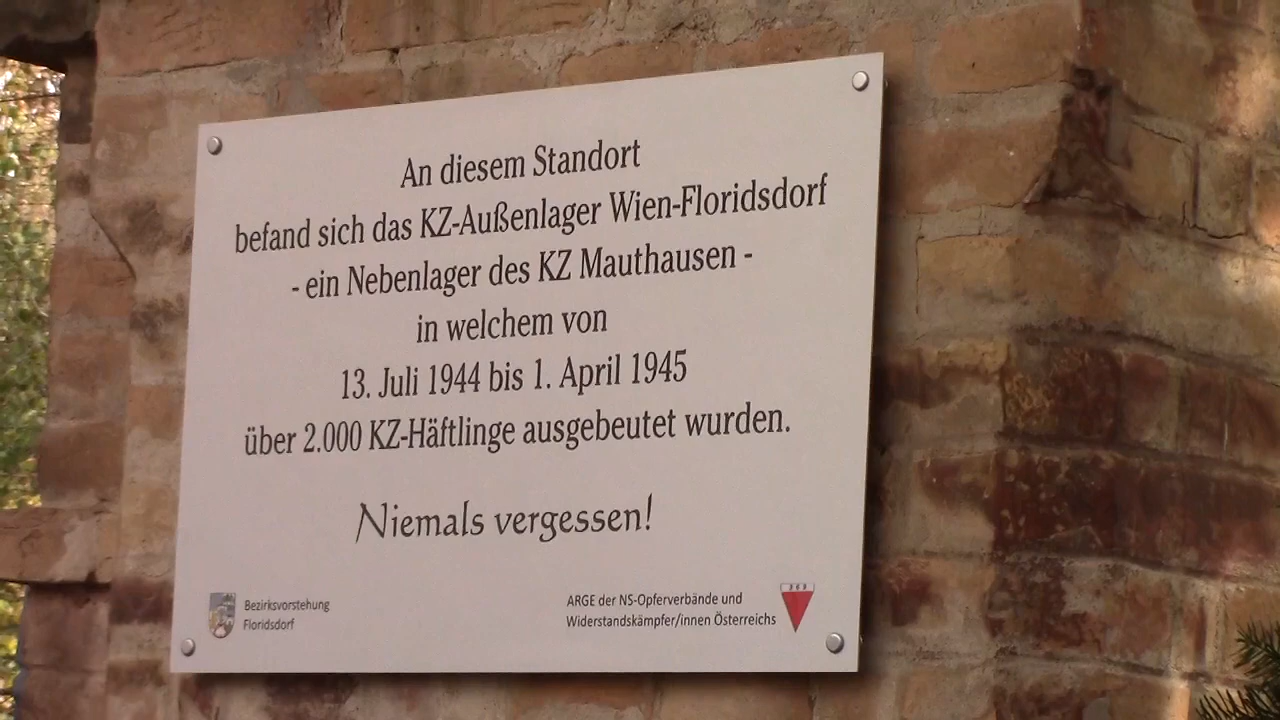 An diesem Standort
befand sich das KZ-Außenlager Wien-Floridsdorf
- ein Nebenlager des KZ Mauthausen -
in welchem von
13. Juli 1944 bis 1. April 1945
über 2.000 KZ-Häftlinge ausgebeutet wurden.
Niemals vergessen!
Bezirksvorstehung
Floridsdorf
ARGE der NS-Opferverbände und
Widerstandskämpfer/innen Österreichs